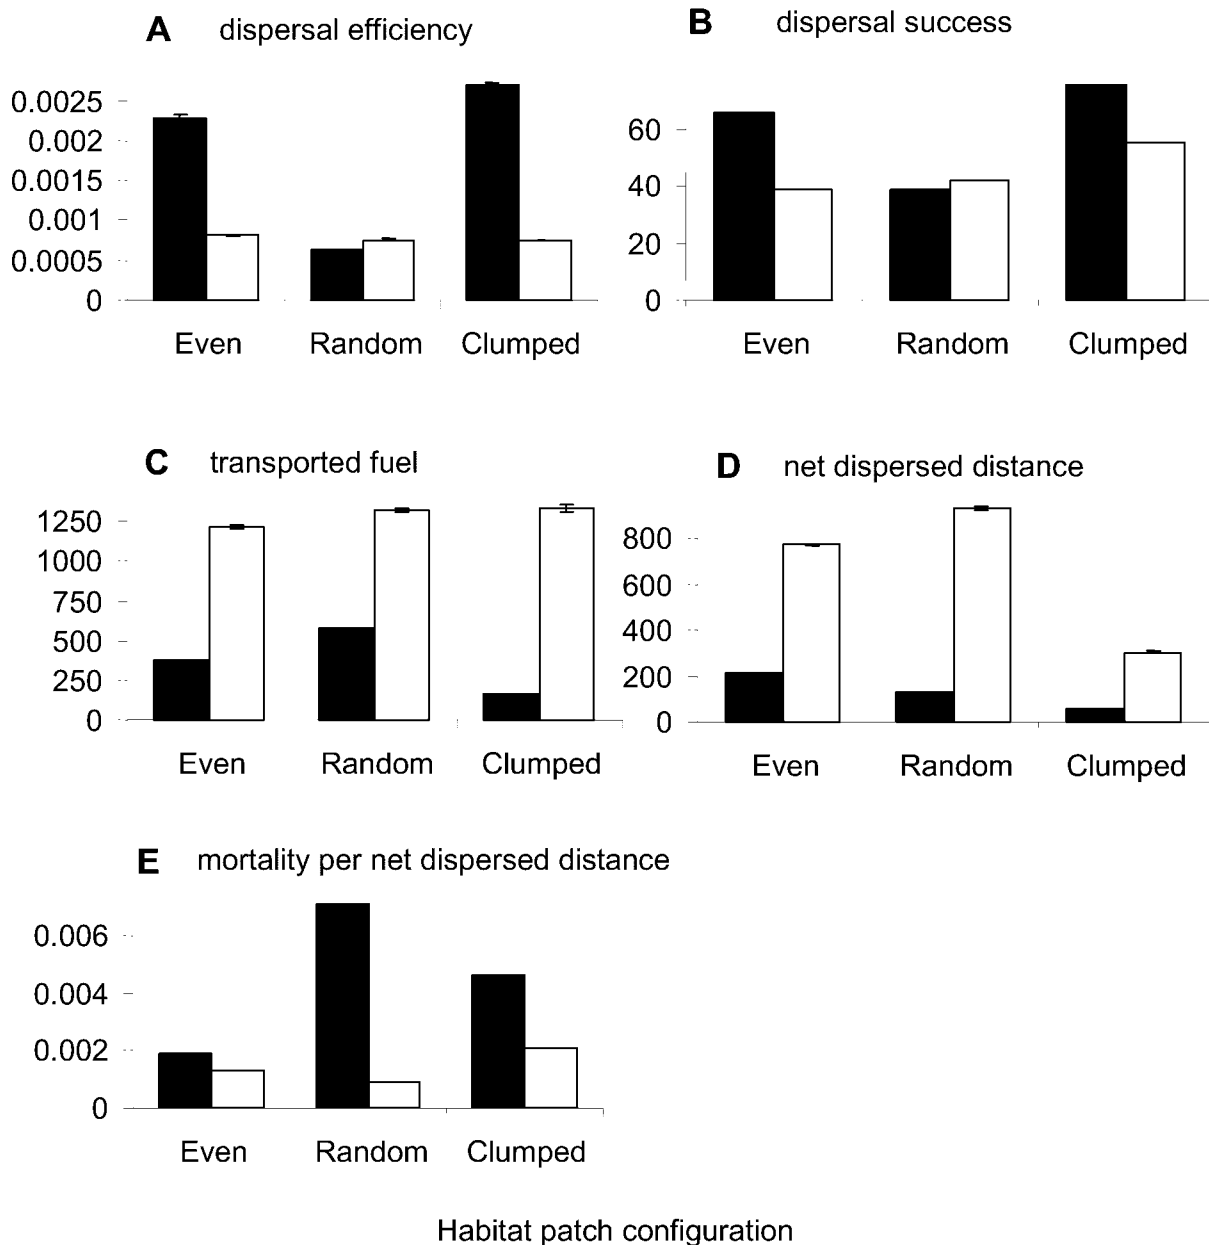 A dispersal efficiency
0.0025
0.002
0.0015
0.001
0.0005
0
Even Random Clumped
B dispersal success
60
40
20
0
Even Random Clumped
C transported fuel
1250
1000
750
500
250
0
Even Random Clumped
D net dispersed distance
800
600
400
200
0
Even Random Clumped
E mortality per net dispersed distance
0.006
0.004
0.002
0
Even Random Clumped
Habitat patch configuration